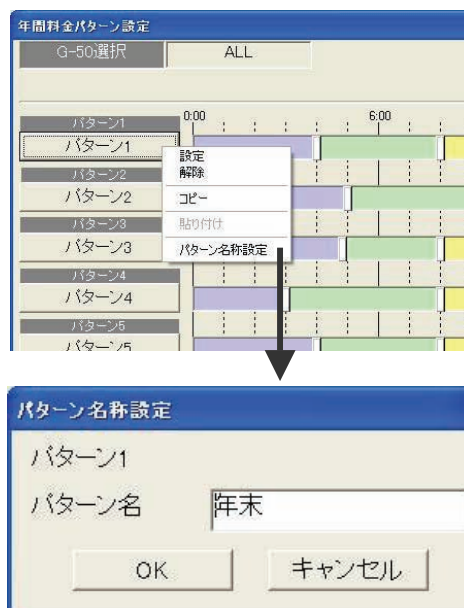 年間料金パターン設定
G-50選択 ALL
0:00 6:00
パターン1
パターン1
設定
解除
コピー
貼り付け
パターン名称設定
パターン2
パターン2
パターン3
パターン3
パターン4
パターン4
パターン5
パターン5
パターン名称設定
パターン1
パターン名 年末
OK キャンセル